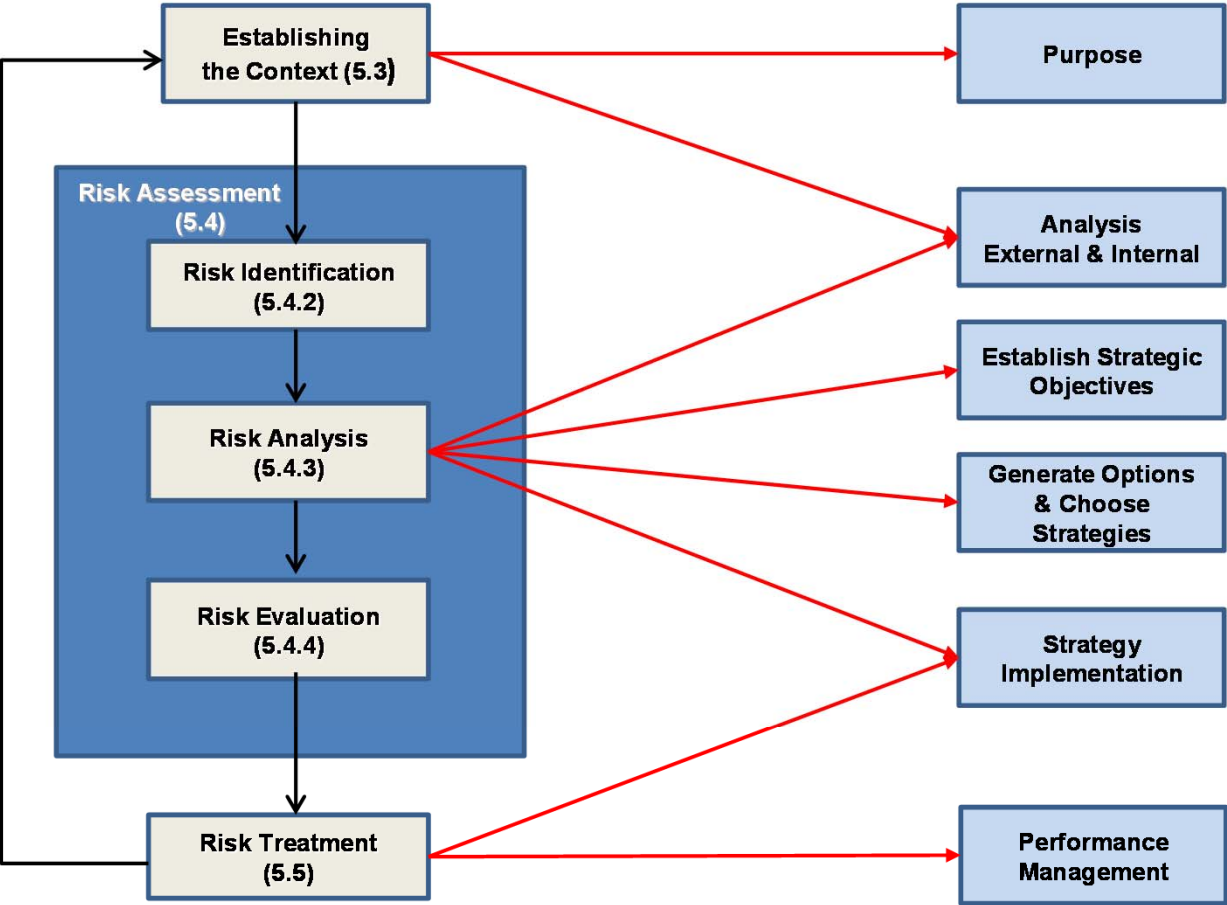 Establishing
the Context (5.3)
Purpose
Risk Assessment
(5.4)
Analysis
External & Internal
Risk Identification
(5.4.2)
Establish Strategic
Objectives
Risk Analysis
(5.4.3)
Generate Options
& Choose
Strategies
Risk Evaluation
(5.4.4)
Strategy
Implementation
Risk Treatment
(5.5)
Performance
Management